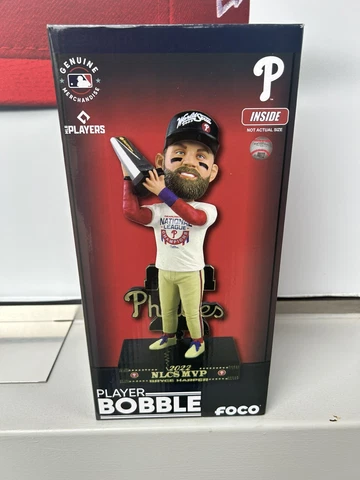 GENUINE
MERCHANDISE
P
MLB PLAYERS
INSIDE
NOT ACTUAL SIZE
World Series
NATIONAL
LEAGUE
P
CHAMPIONS
Phillies
2022
NLCS MVP
BRYCE HARPER
PLAYER
BOBBLE
FOCO